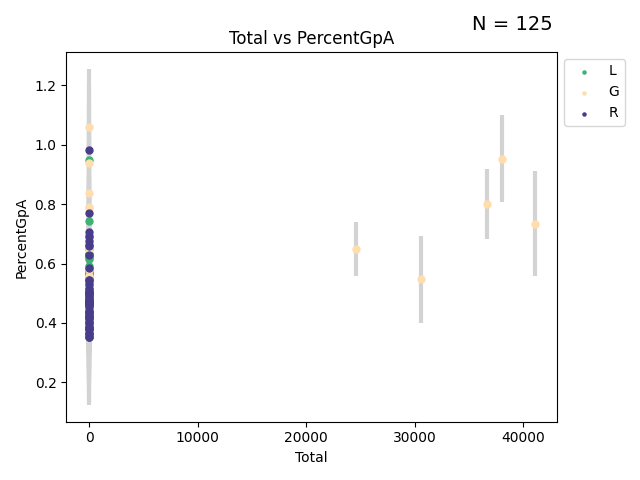 N = 125
Total vs PercentGpA
L
G
R
PercentGpA
1.2
1.0
0.8
0.6
0.4
0.2
0
10000
20000
30000
40000
Total